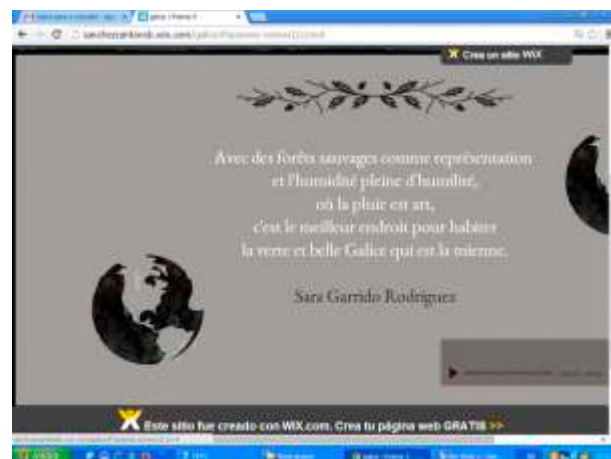 Crea un sitio WIX
Avec des forêts sauvages comme représentation
et l'humidité pleine d'humilité,
où la pluie est art,
c'est le meilleur endroit pour habiter
la verte et belle Galice qui est la mienne.
Sara Garrido Rodríguez
Este sitio fue creado con WIX.com. Crea tu página web GRATIS >>